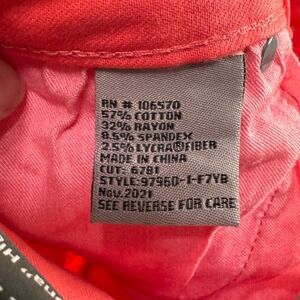 RN # 106570
57% COTTON
32% RAYON
8.5% SPANDEX
2.5% LYCRA®FIBER
MADE IN CHINA
CUT: 6781
STYLE:9796D-I-F7YB
Nov.2021
SEE REVERSE FOR CARE